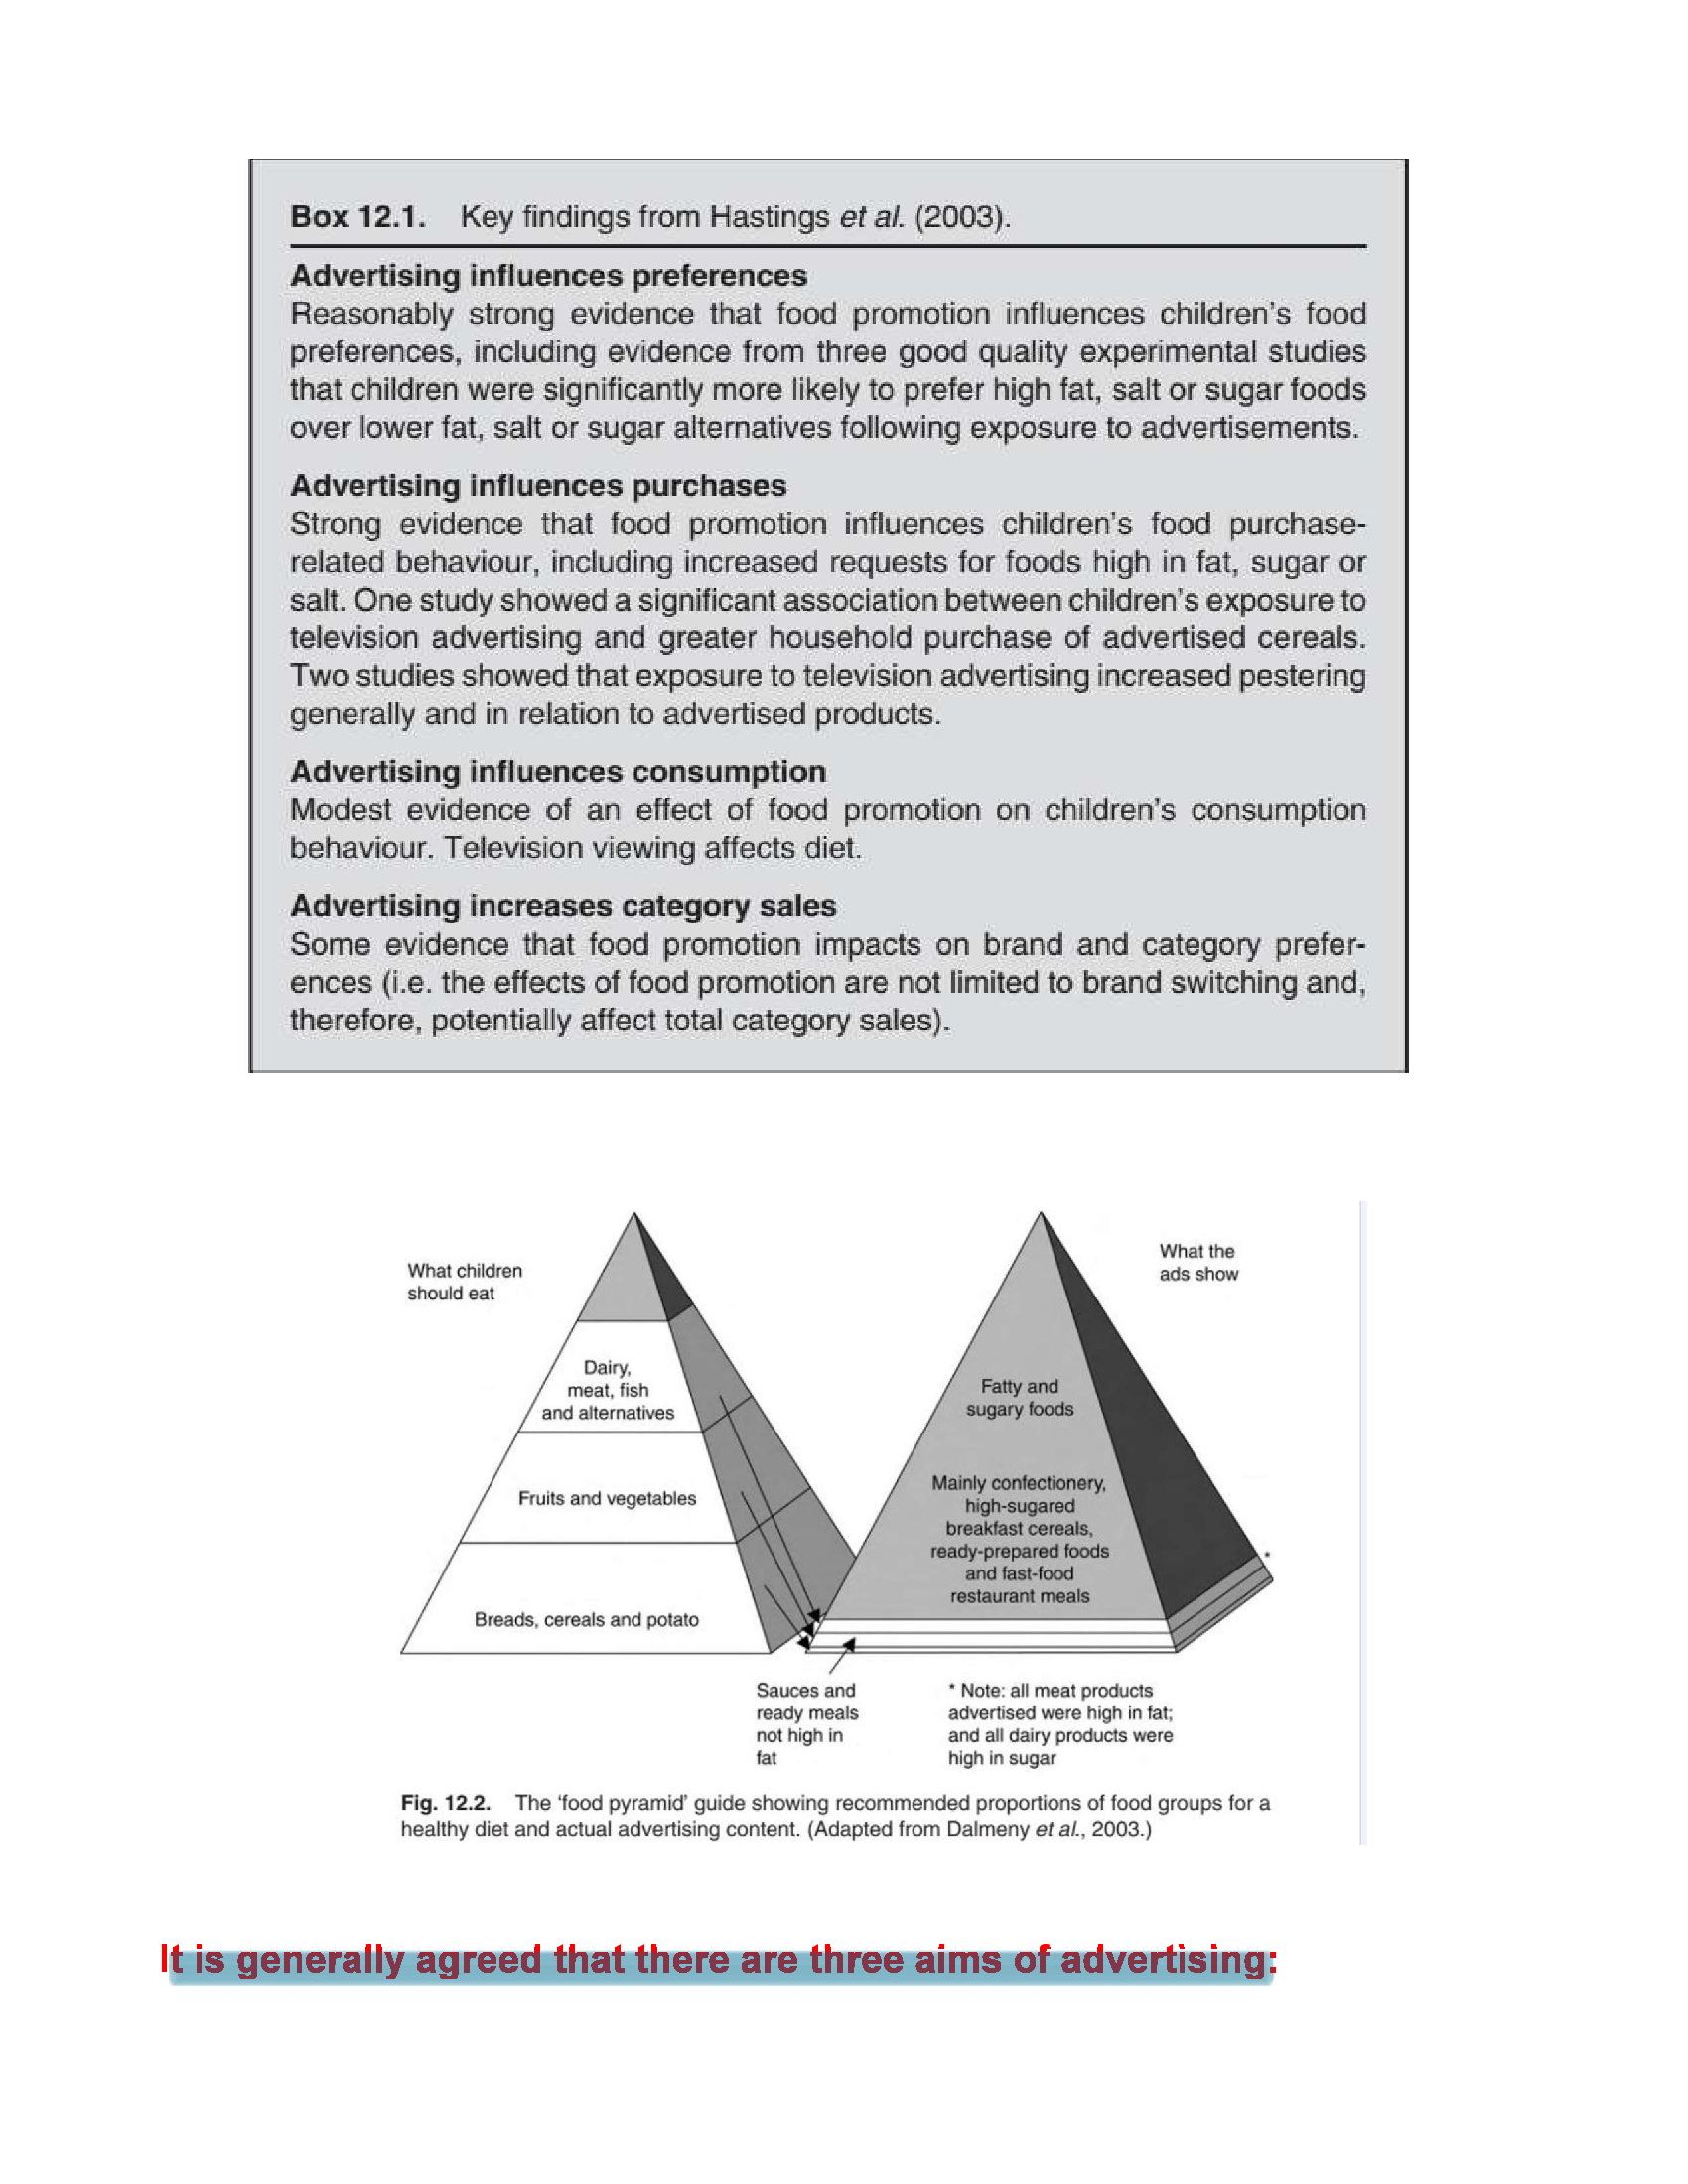 Box 12.1. Key findings from Hastings et al. (2003).
Advertising influences preferences
Reasonably strong evidence that food promotion influences children's food
preferences, including evidence from three good quality experimental studies
that children were significantly more likely to prefer high fat, salt or sugar foods
over lower fat, salt or sugar alternatives following exposure to advertisements.
Advertising influences purchases
Strong evidence that food promotion influences children's food purchase-
related behaviour, including increased requests for foods high in fat, sugar or
salt. One study showed a significant association between children's exposure to
television advertising and greater household purchase of advertised cereals.
Two studies showed that exposure to television advertising increased pestering
generally and in relation to advertised products.
Advertising influences consumption
Modest evidence of an effect of food promotion on children's consumption
behaviour. Television viewing affects diet.
Advertising increases category sales
Some evidence that food promotion impacts on brand and category prefer-
ences (i.e. the effects of food promotion are not limited to brand switching and,
therefore, potentially affect total category sales).
What children
should eat
Dairy,
meat, fish
and alternatives
Fruits and vegetables
Breads, cereals and potato
What the
ads show
Fatty and
sugary foods
Mainly confectionery,
high-sugared
breakfast cereals,
ready-prepared foods
and fast-food
restaurant meals
*
Sauces and
ready meals
not high in
fat
* Note: all meat products
advertised were high in fat;
and all dairy products were
high in sugar
Fig. 12.2. The 'food pyramid' guide showing recommended proportions of food groups for a
healthy diet and actual advertising content. (Adapted from Dalmeny et al., 2003.)
It is generally agreed that there are three aims of advertising: